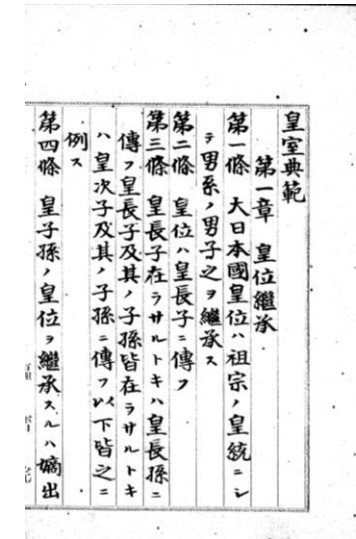 皇室典範
第一章 皇位繼承
第一條 大日本國皇位ハ祖宗ノ皇統ニシ
テ男系ノ男子之ヲ繼承ス
第二條 皇位ハ皇長子ニ傳フ
第三條 皇長子在ラサルトキハ皇長孫ニ
傳フ皇長子及其ノ子孫皆在ラサルトキ
ハ皇次子及其ノ子孫ニ傳フ以下皆之ニ
例ス
第四條 皇子孫ノ皇位ヲ繼承スルハ嫡出